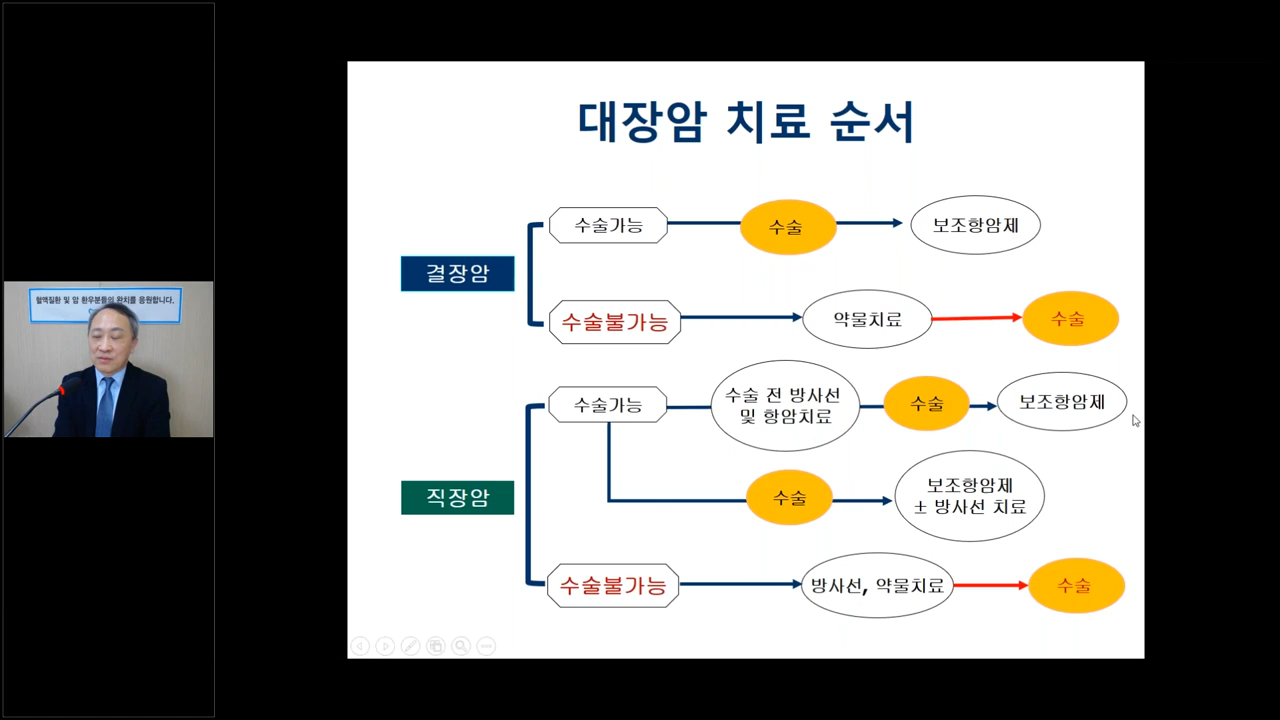 대장암 치료 순서
수술가능
수술
보조항암제
결장암
수술불가능
약물치료
수술
수술가능
수술 전 방사선
및 항암치료
수술
보조항암제
직장암
수술
보조항암제
± 방사선 치료
수술불가능
방사선, 약물치료
수술
혈액질환 및 암 환우분들의 완치를 응원합니다.